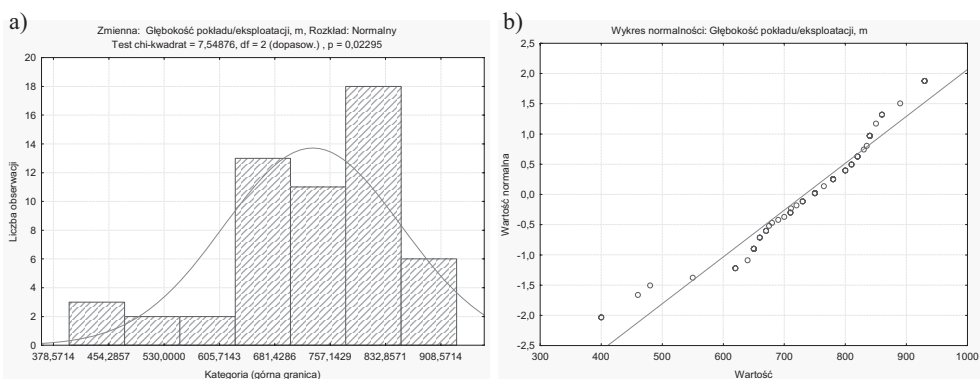 a)
Zmienna: Głębokość pokładu/eksploatacji, m, Rozkład: Normalny
Test chi-kwadrat = 7,54876, df = 2 (dopasow.) , p = 0,02295
20
18
16
14
12
10
8
6
4
2
0
Liczba obserwacji
378,5714 454,2857 530,0000 605,7143 681,4286 757,1429 832,8571 908,5714
Kategoria (górna granica)
b)
Wykres normalności: Głębokość pokładu/eksploatacji, m
2,5
2,0
1,5
1,0
0,5
0,0
-0,5
-1,0
-1,5
-2,0
-2,5
Wartość normalna
300 400 500 600 700 800 900 1000
Wartość